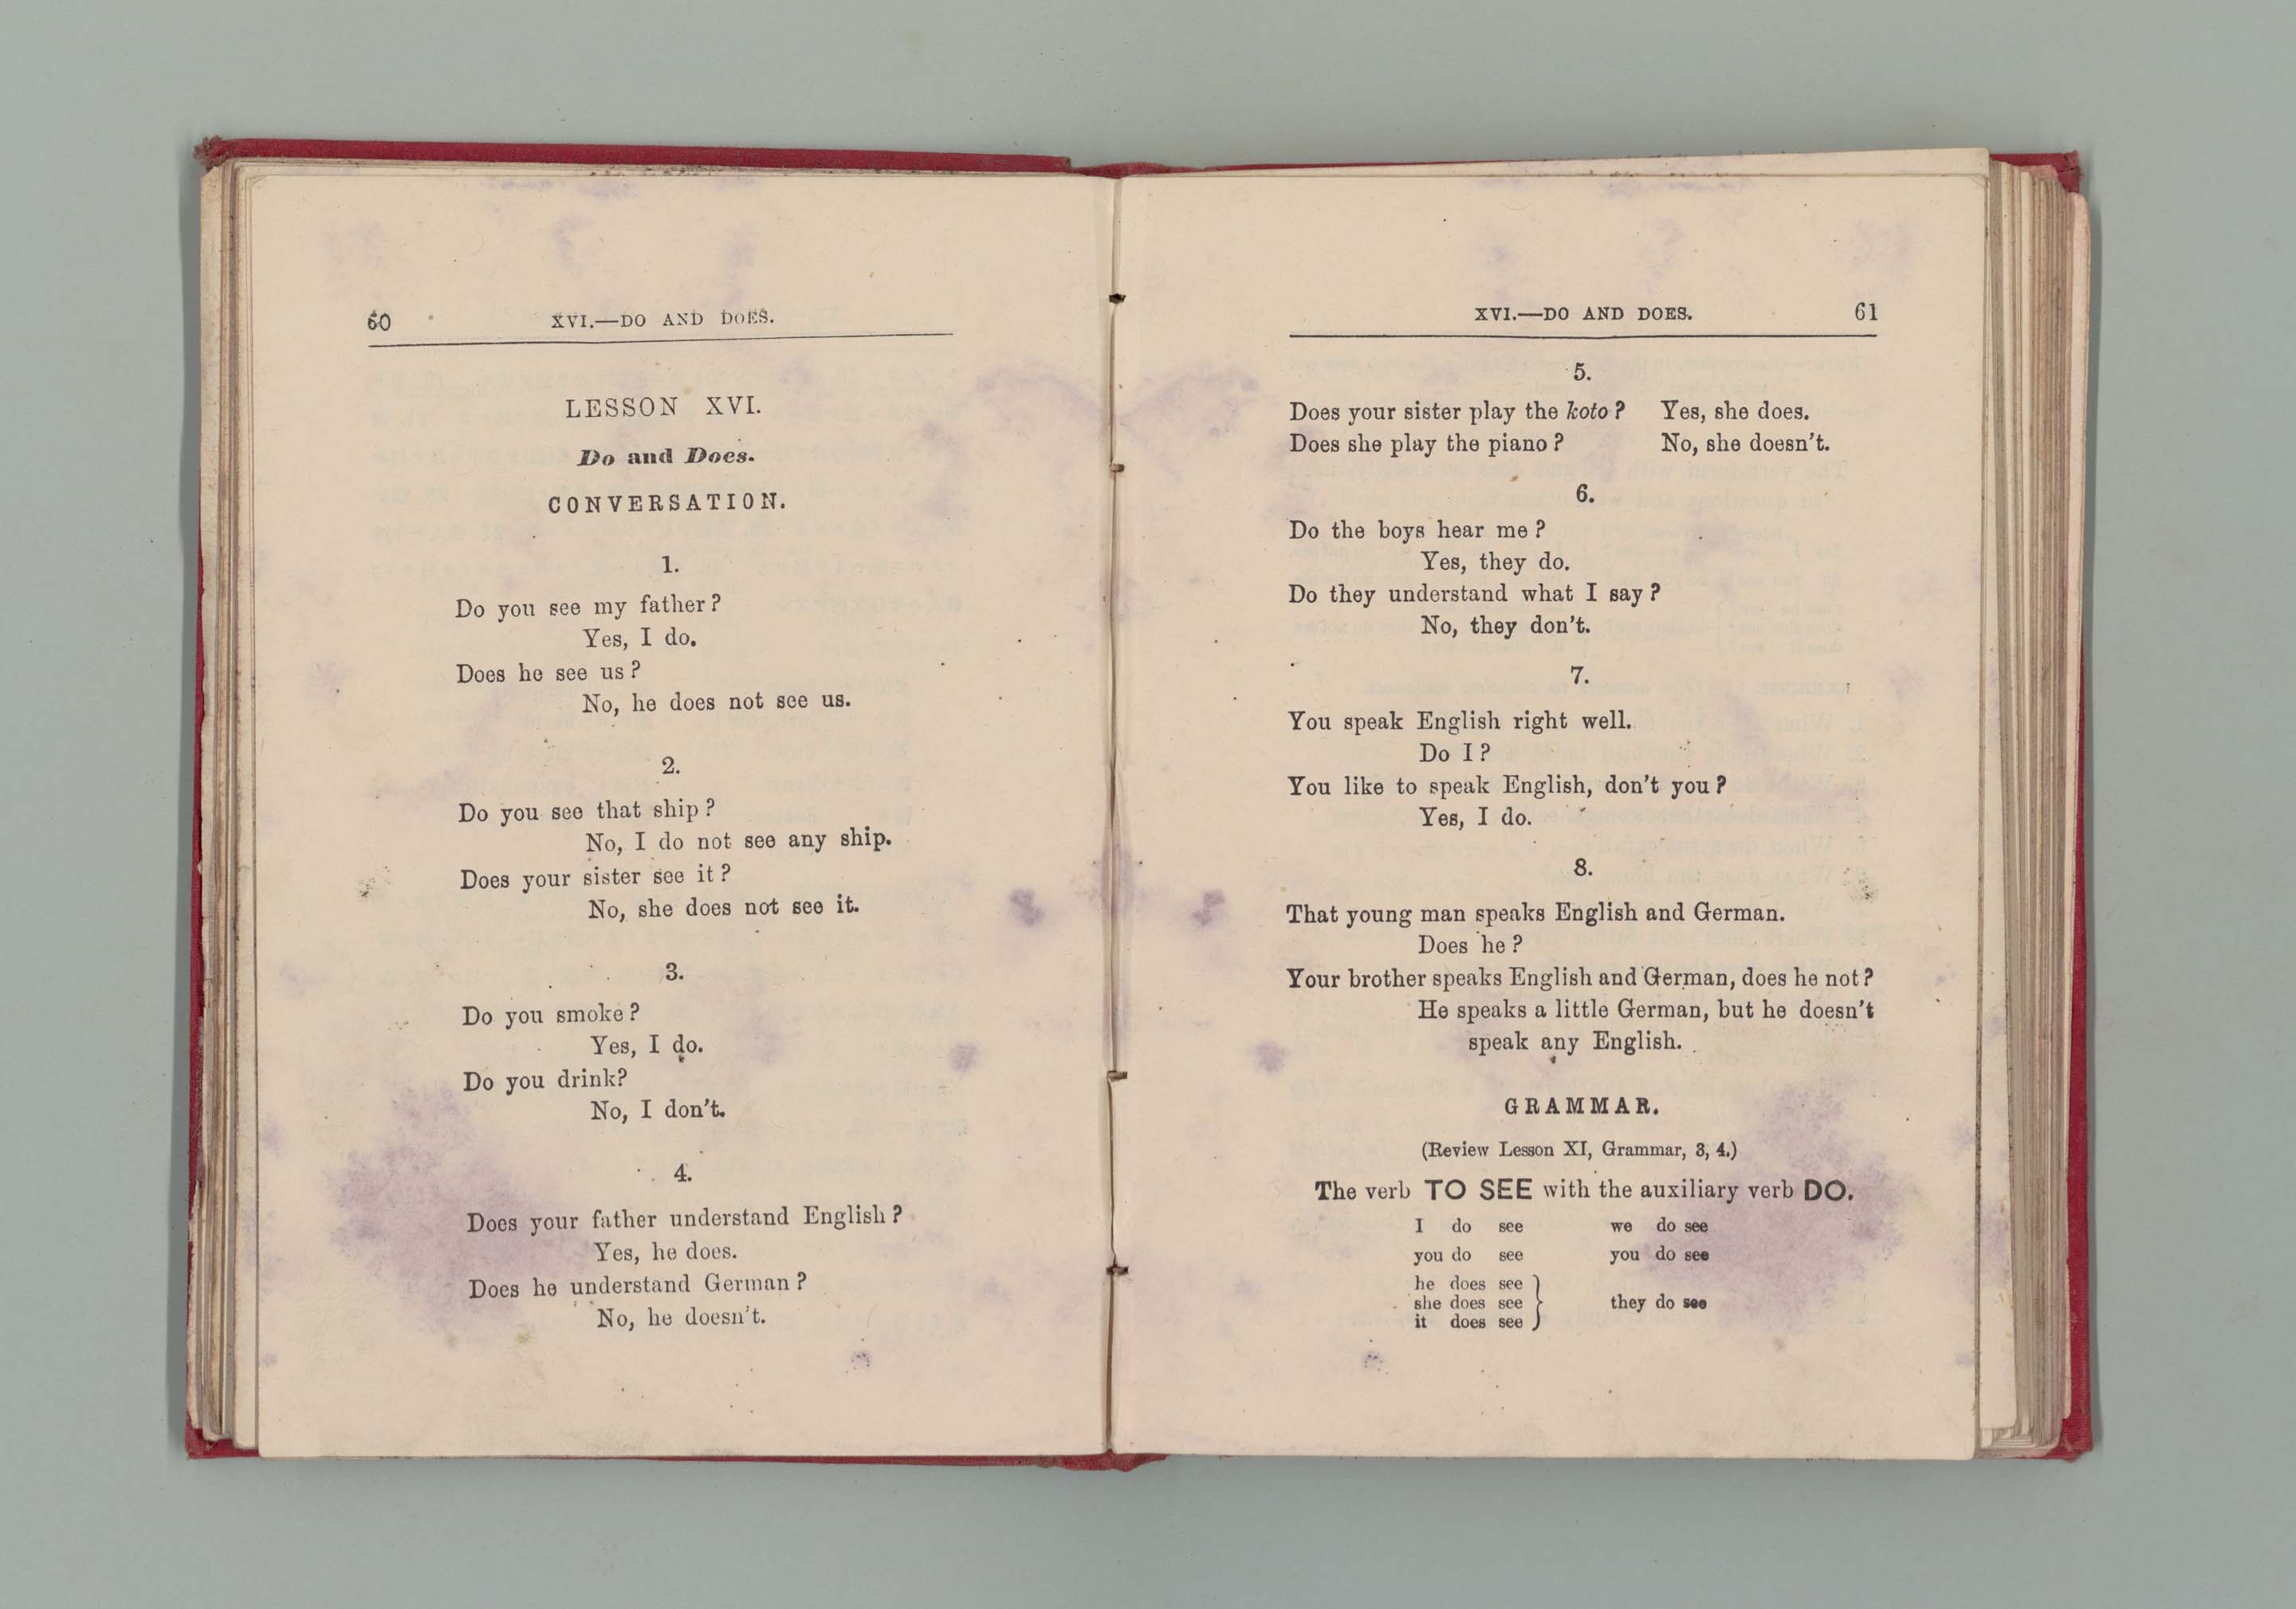 60 XVI.—DO AND DOES.
LESSON XVI.
Do and Does.
CONVERSATION.
1.
Do you see my father?
Yes, I do.
Does he see us?
No, he does not see us.
2.
Do you see that ship?
No, I do not see any ship.
Does your sister see it?
No, she does not see it.
3.
Do you smoke?
Yes, I do.
Do you drink?
No, I don't.
4.
Does your father understand English?
Yes, he does.
Does he understand German?
No, he doesn't.
XVI.—DO AND DOES. 61
5.
Does your sister play the koto? Yes, she does.
Does she play the piano? No, she doesn't.
6.
Do the boys hear me?
Yes, they do.
Do they understand what I say?
No, they don't.
7.
You speak English right well.
Do I?
You like to speak English, don't you?
Yes, I do.
8.
That young man speaks English and German.
Does he?
Your brother speaks English and German, does he not?
He speaks a little German, but he doesn't
speak any English.
GRAMMAR.
(Review Lesson XI, Grammar, 3, 4.)
The verb TO SEE with the auxiliary verb DO.
I do see we do see
you do see you do see
he does see
she does see } they do see
it does see